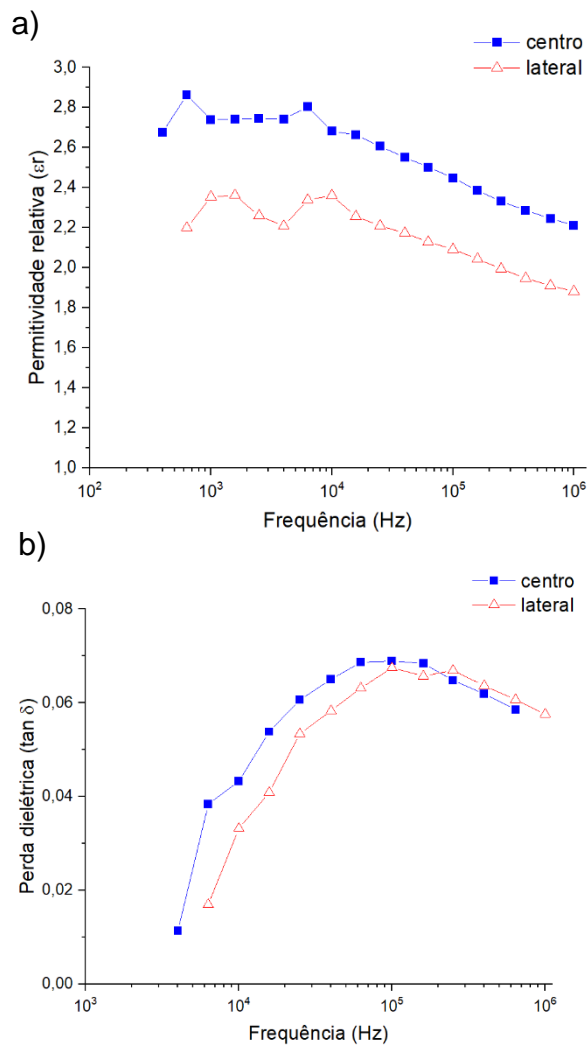 a)
centro
lateral
3,0
2,8
2,6
2,4
2,2
2,0
1,8
1,6
1,4
1,2
1,0
Permitividade relativa (εr)
10² 10³ 10⁴ 10⁵ 10⁶
Frequência (Hz)
b)
centro
lateral
0,08
0,06
0,04
0,02
0,00
Perda dielétrica (tan δ)
10³ 10⁴ 10⁵ 10⁶
Frequência (Hz)